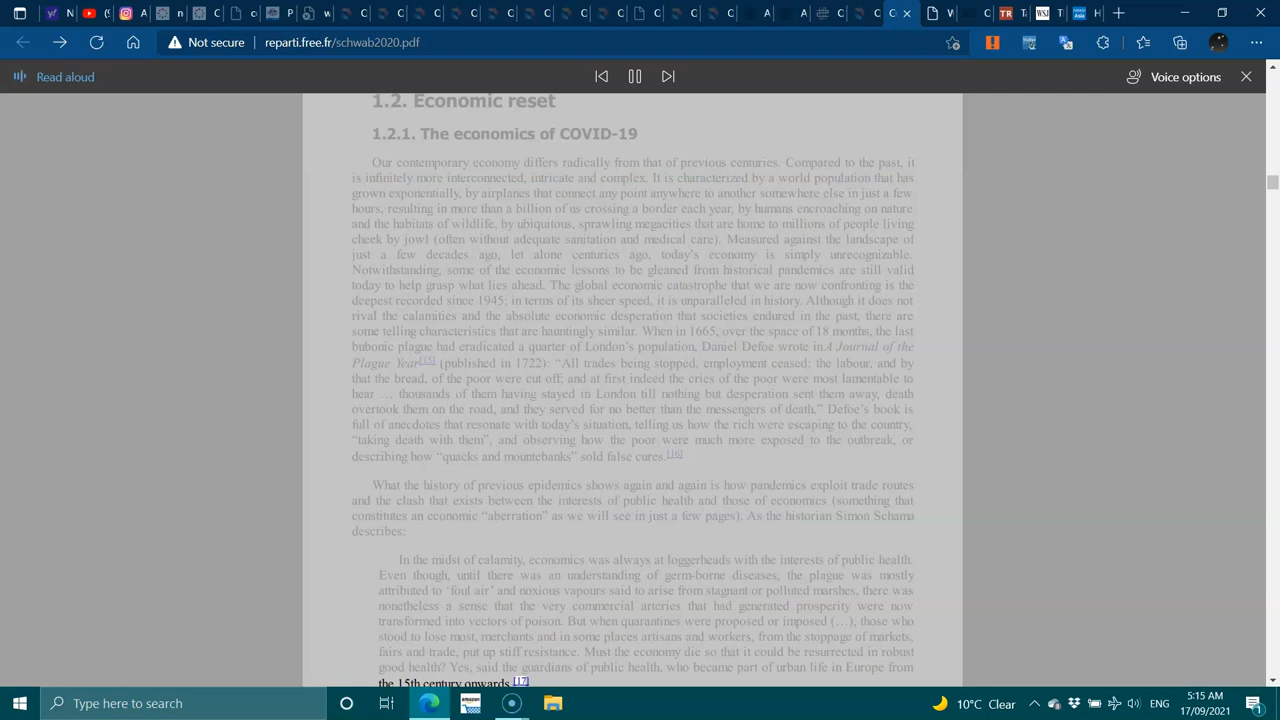 N
Y
C
n
C
C
P
w
C
C
C
C
C
C
C
C
C
A
A
C
C
C
V
C
T
T
H
Not secure
reparti.free.fr/schwab2020.pdf
Read aloud
Voice options
1.2. Economic reset
1.2.1. The economics of COVID-19
Our contemporary economy differs radically from that of previous centuries. Compared to the past, it
is infinitely more interconnected, intricate and complex. It is characterized by a world population that has
grown exponentially, by airplanes that connect any point anywhere to another somewhere else in just a few
hours, resulting in more than a billion of us crossing a border each year, by humans encroaching on nature
and the habitats of wildlife, by ubiquitous, sprawling megacities that are home to millions of people living
cheek by jowl (often without adequate sanitation and medical care). Measured against the landscape of
just a few decades ago, let alone centuries ago, today's economy is simply unrecognizable.
Notwithstanding, some of the economic lessons to be gleaned from historical pandemics are still valid
today to help grasp what lies ahead. The global economic catastrophe that we are now confronting is the
deepest recorded since 1945; in terms of its sheer speed, it is unparalleled in history. Although it does not
rival the calamities and the absolute economic desperation that societies endured in the past, there are
some telling characteristics that are hauntingly similar. When in 1665, over the space of 18 months, the last
bubonic plague had eradicated a quarter of London's population, Daniel Defoe wrote in A Journal of the
Plague Year[15] (published in 1722): “All trades being stopped, employment ceased: the labour, and by
that the bread, of the poor were cut off; and at first indeed the cries of the poor were most lamentable to
hear … thousands of them having stayed in London till nothing but desperation sent them away, death
overtook them on the road, and they served for no better than the messengers of death.” Defoe's book is
full of anecdotes that resonate with today's situation, telling us how the rich were escaping to the country,
“taking death with them”, and observing how the poor were much more exposed to the outbreak, or
describing how “quacks and mountebanks” sold false cures.[16]
What the history of previous epidemics shows again and again is how pandemics exploit trade routes
and the clash that exists between the interests of public health and those of economics (something that
constitutes an economic “aberration” as we will see in just a few pages). As the historian Simon Schama
describes:
In the midst of calamity, economics was always at loggerheads with the interests of public health.
Even though, until there was an understanding of germ-borne diseases, the plague was mostly
attributed to ‘foul air’ and noxious vapours said to arise from stagnant or polluted marshes, there was
nonetheless a sense that the very commercial arteries that had generated prosperity were now
transformed into vectors of poison. But when quarantines were proposed or imposed (…), those who
stood to lose most, merchants and in some places artisans and workers, from the stoppage of markets,
fairs and trade, put up stiff resistance. Must the economy die so that it could be resurrected in robust
good health? Yes, said the guardians of public health, who became part of urban life in Europe from
the 15th century onwards.[17]
Type here to search
amazon
10°C Clear
5:15 AM
17/09/2021
1